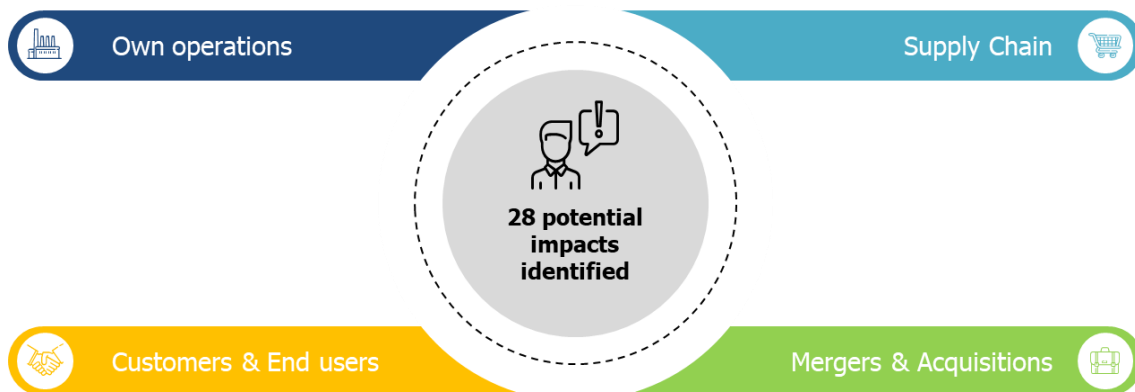 Own operations
Supply Chain
28 potential
impacts
identified
Customers & End users
Mergers & Acquisitions